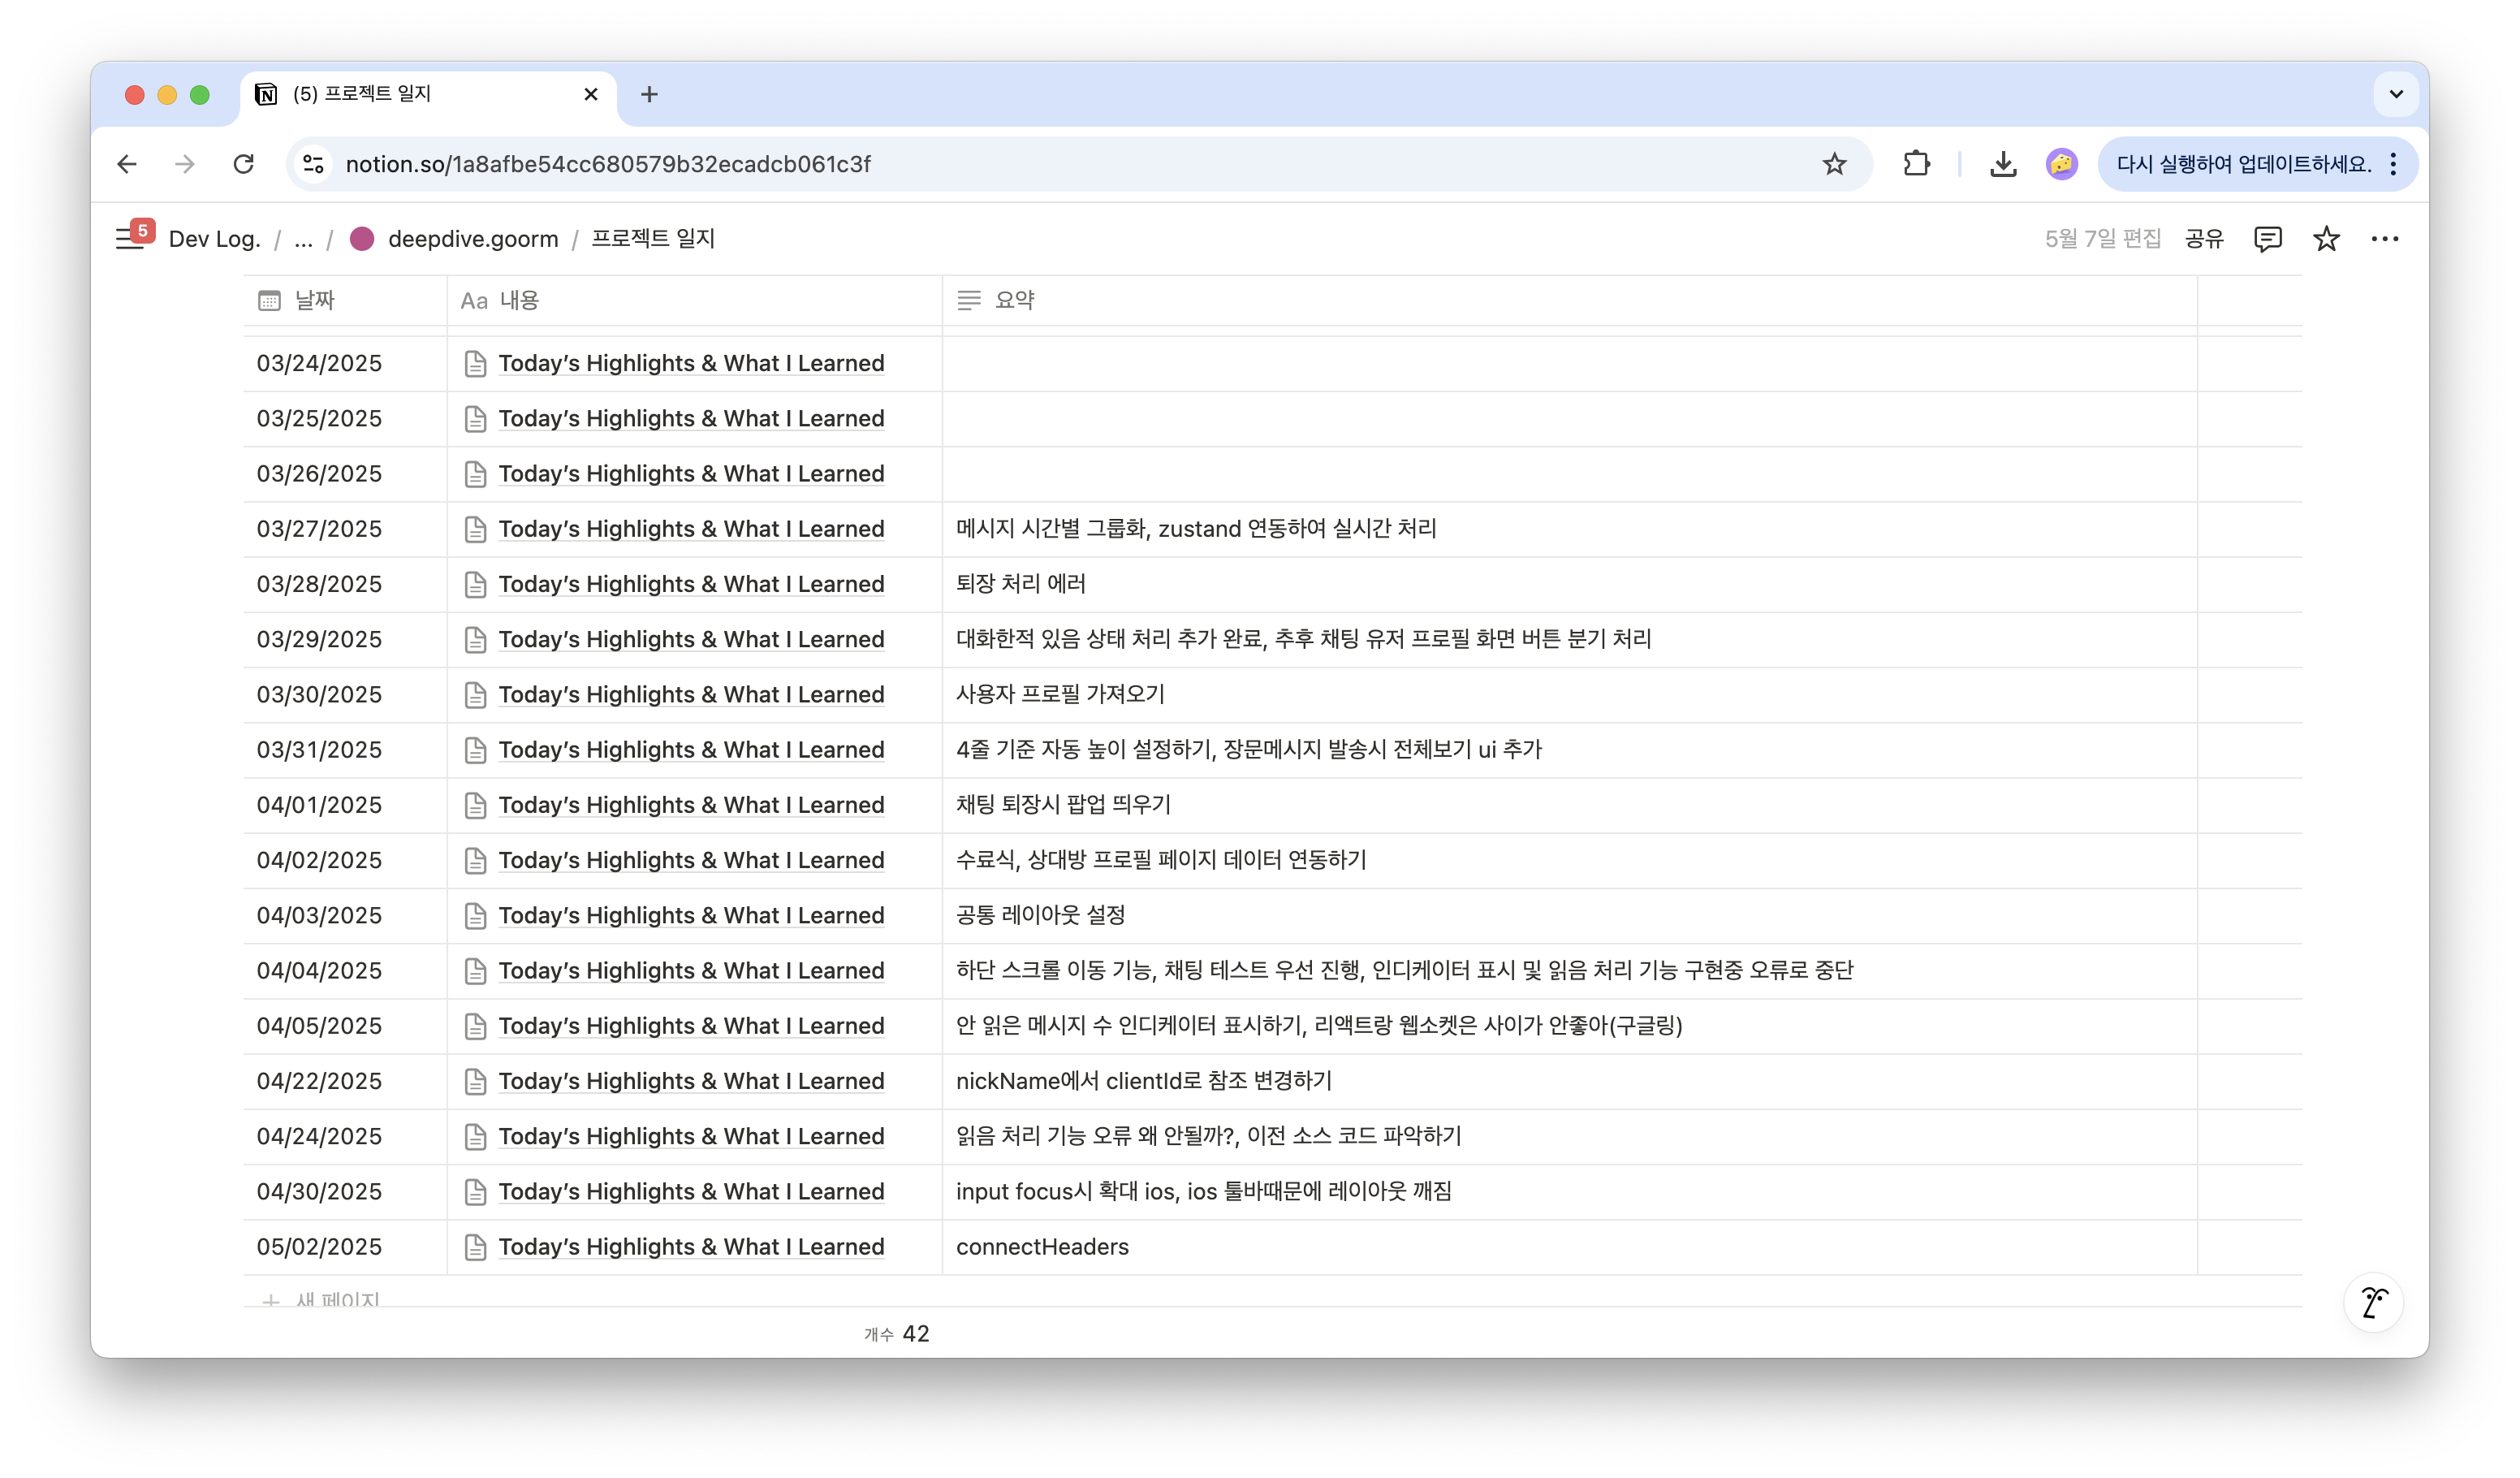 (5) 프로젝트 일지
notion.so/1a8afbe54cc680579b32ecadcb061c3f
다시 실행하여 업데이트하세요.
5
Dev Log. / ... / deepdive.goorm / 프로젝트 일지
5월 7일 편집 공유
날짜 Aa 내용 요약
03/24/2025 Today’s Highlights & What I Learned
03/25/2025 Today’s Highlights & What I Learned
03/26/2025 Today’s Highlights & What I Learned
03/27/2025 Today’s Highlights & What I Learned 메시지 시간별 그룹화, zustand 연동하여 실시간 처리
03/28/2025 Today’s Highlights & What I Learned 퇴장 처리 에러
03/29/2025 Today’s Highlights & What I Learned 대화한적 있음 상태 처리 추가 완료, 추후 채팅 유저 프로필 화면 버튼 분기 처리
03/30/2025 Today’s Highlights & What I Learned 사용자 프로필 가져오기
03/31/2025 Today’s Highlights & What I Learned 4줄 기준 자동 높이 설정하기, 장문메시지 발송시 전체보기 ui 추가
04/01/2025 Today’s Highlights & What I Learned 채팅 퇴장시 팝업 띄우기
04/02/2025 Today’s Highlights & What I Learned 수료식, 상대방 프로필 페이지 데이터 연동하기
04/03/2025 Today’s Highlights & What I Learned 공통 레이아웃 설정
04/04/2025 Today’s Highlights & What I Learned 하단 스크롤 이동 기능, 채팅 테스트 우선 진행, 인디케이터 표시 및 읽음 처리 기능 구현중 오류로 중단
04/05/2025 Today’s Highlights & What I Learned 안 읽은 메시지 수 인디케이터 표시하기, 리액트랑 웹소켓은 사이가 안좋아(구글링)
04/22/2025 Today’s Highlights & What I Learned nickName에서 clientId로 참조 변경하기
04/24/2025 Today’s Highlights & What I Learned 읽음 처리 기능 오류 왜 안될까?, 이전 소스 코드 파악하기
04/30/2025 Today’s Highlights & What I Learned input focus시 확대 ios, ios 툴바때문에 레이아웃 깨짐
05/02/2025 Today’s Highlights & What I Learned connectHeaders
+ 새 페이지
개수 42